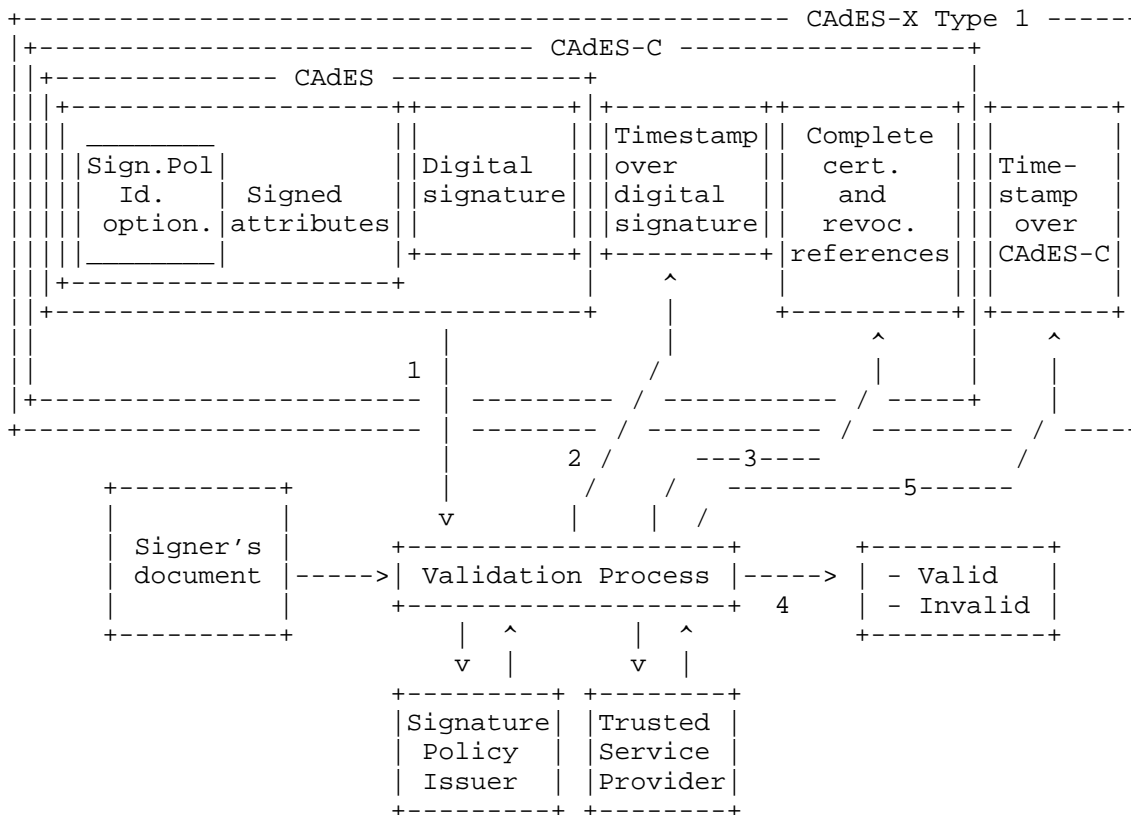 CAdES-X Type 1
CAdES-C
CAdES
Timestamp Complete
Sign.Pol Digital over cert. Time-
Id. Signed signature digital and stamp
option. attributes signature revoc. over
references CAdES-C
1
2 3
5
Signer's
document Validation Process - Valid
4 - Invalid
Signature Trusted
Policy Service
Issuer Provider